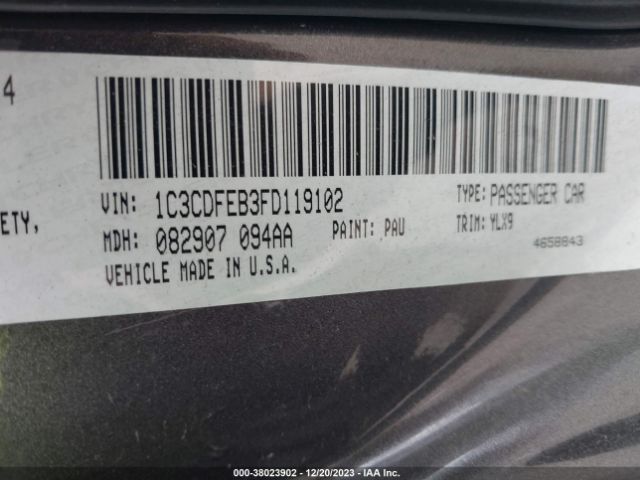 4
VIN: 1C3CDFEB3FD119102 TYPE: PASSENGER CAR
ETY,
MDH: 082907 094AA PAINT: PAU TRIM: YLX9
VEHICLE MADE IN U.S.A. 4658843
000-38023902 - 12/20/2023 - IAA Inc.